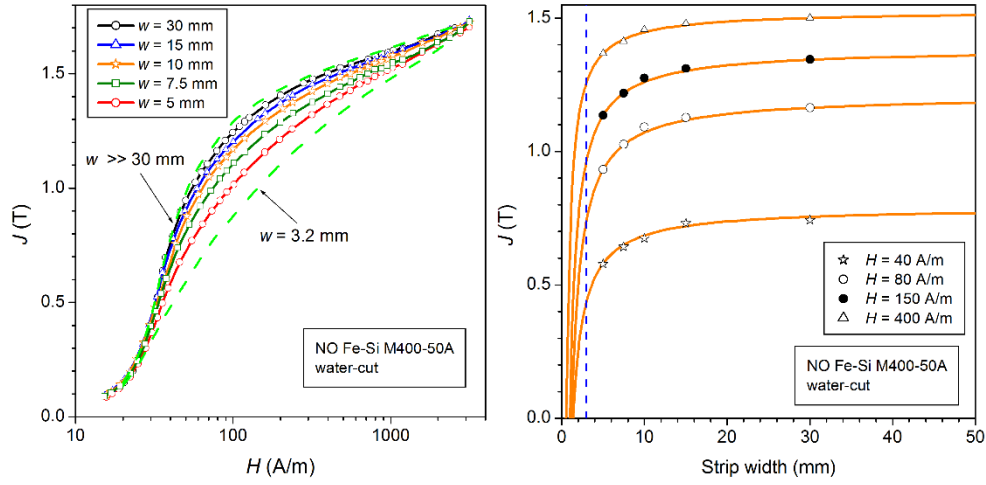 w = 30 mm
w = 15 mm
w = 10 mm
w = 7.5 mm
w = 5 mm
w >> 30 mm
w = 3.2 mm
NO Fe-Si M400-50A
water-cut
J (T)
1.5
1.0
0.5
0.0
10
100
1000
H (A/m)
J (T)
1.5
1.0
0.5
0.0
H = 40 A/m
H = 80 A/m
H = 150 A/m
H = 400 A/m
NO Fe-Si M400-50A
water-cut
0
10
20
30
40
50
Strip width (mm)